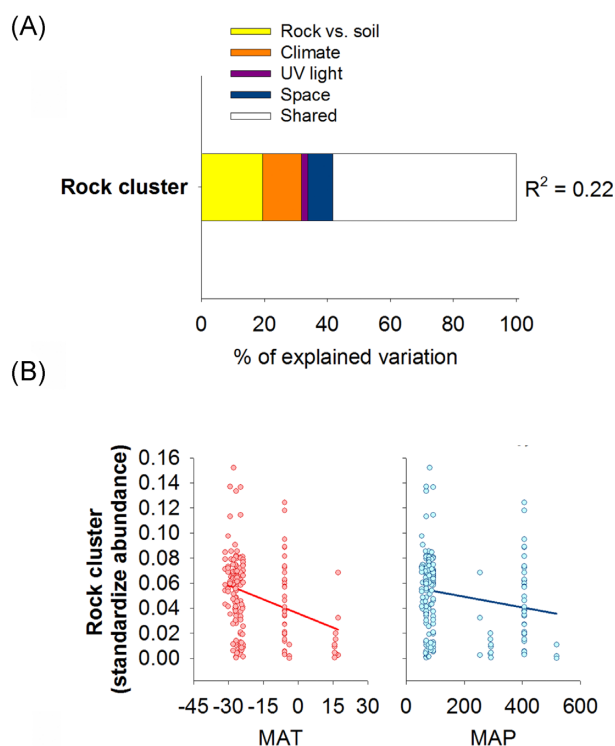 (A)
Rock vs. soil
Climate
UV light
Space
Shared
Rock cluster
R² = 0.22
0 20 40 60 80 100
% of explained variation
(B)
Rock cluster
(standardize abundance)
0.16
0.14
0.12
0.10
0.08
0.06
0.04
0.02
0.00
-45 -30 -15 0 15 30
0 200 400 600
MAT
MAP